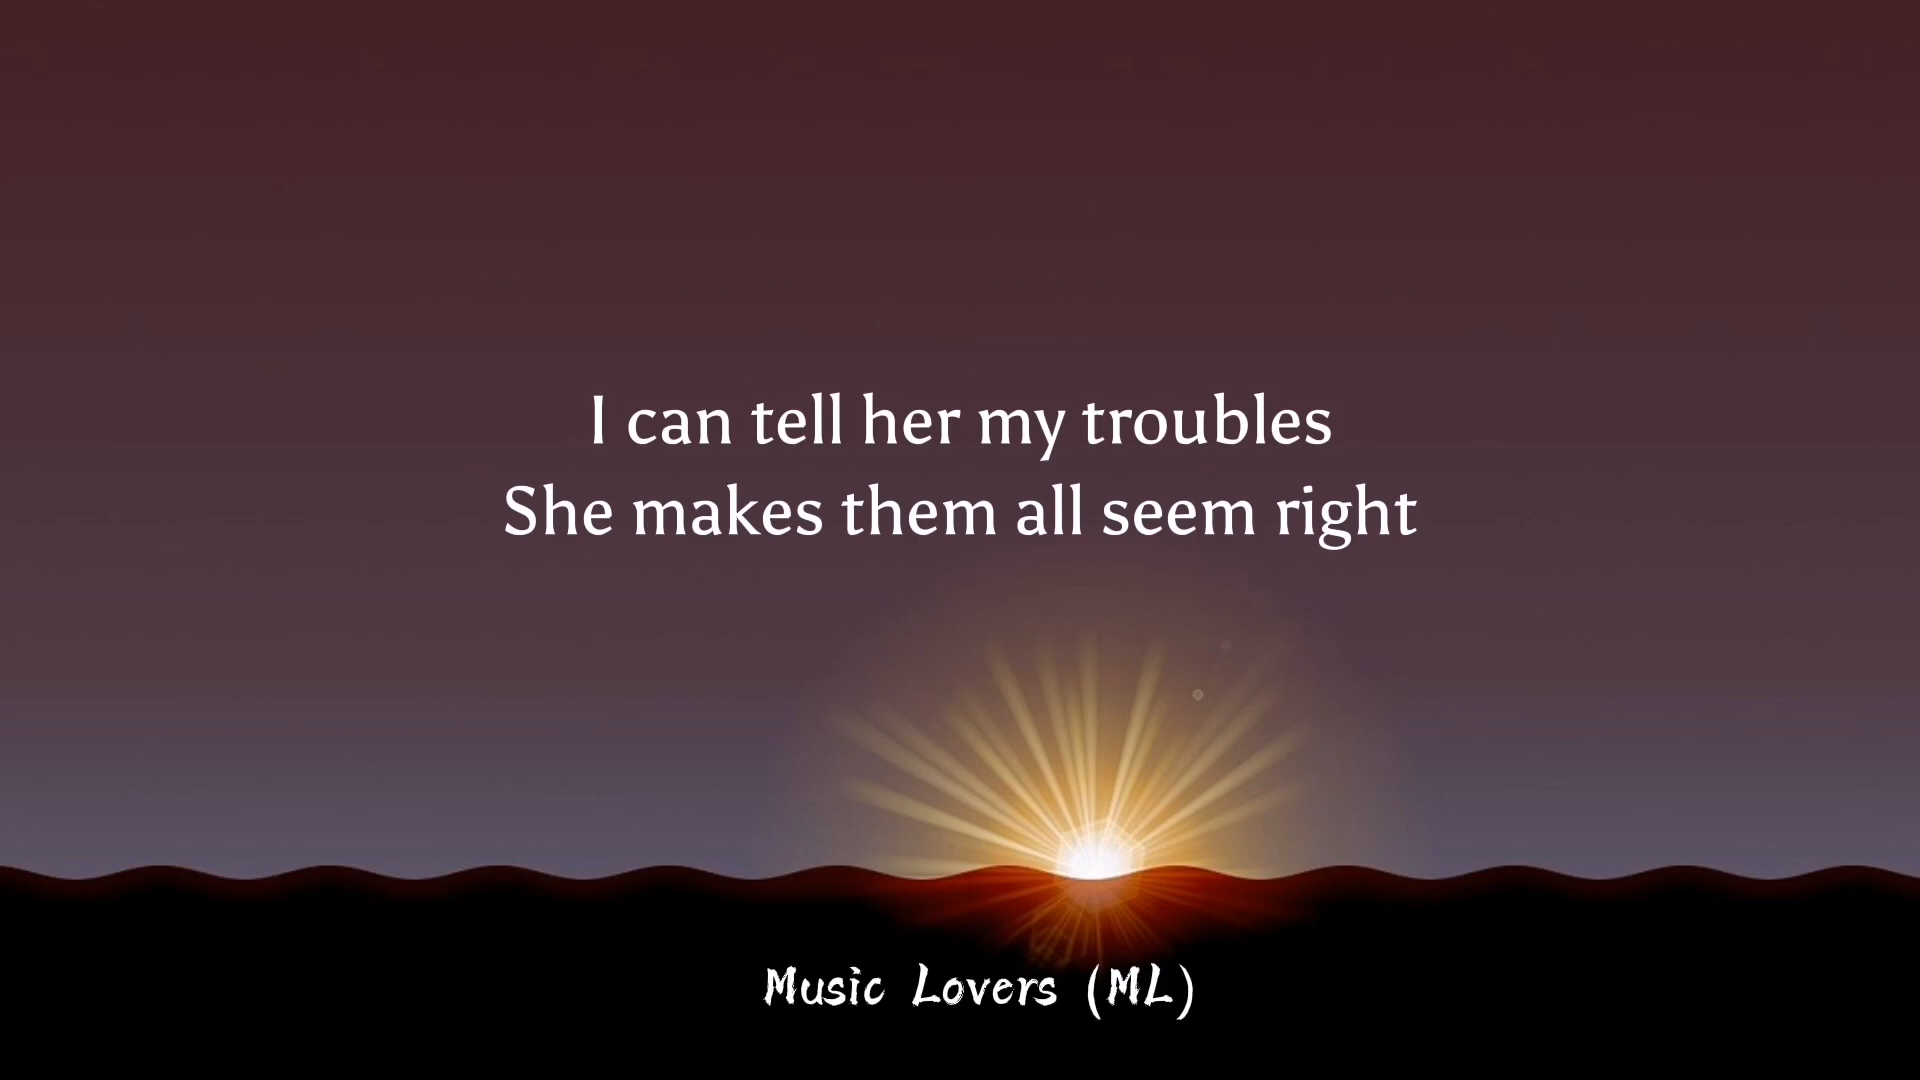 I can tell her my troubles
She makes them all seem right
Music Lovers (ML)